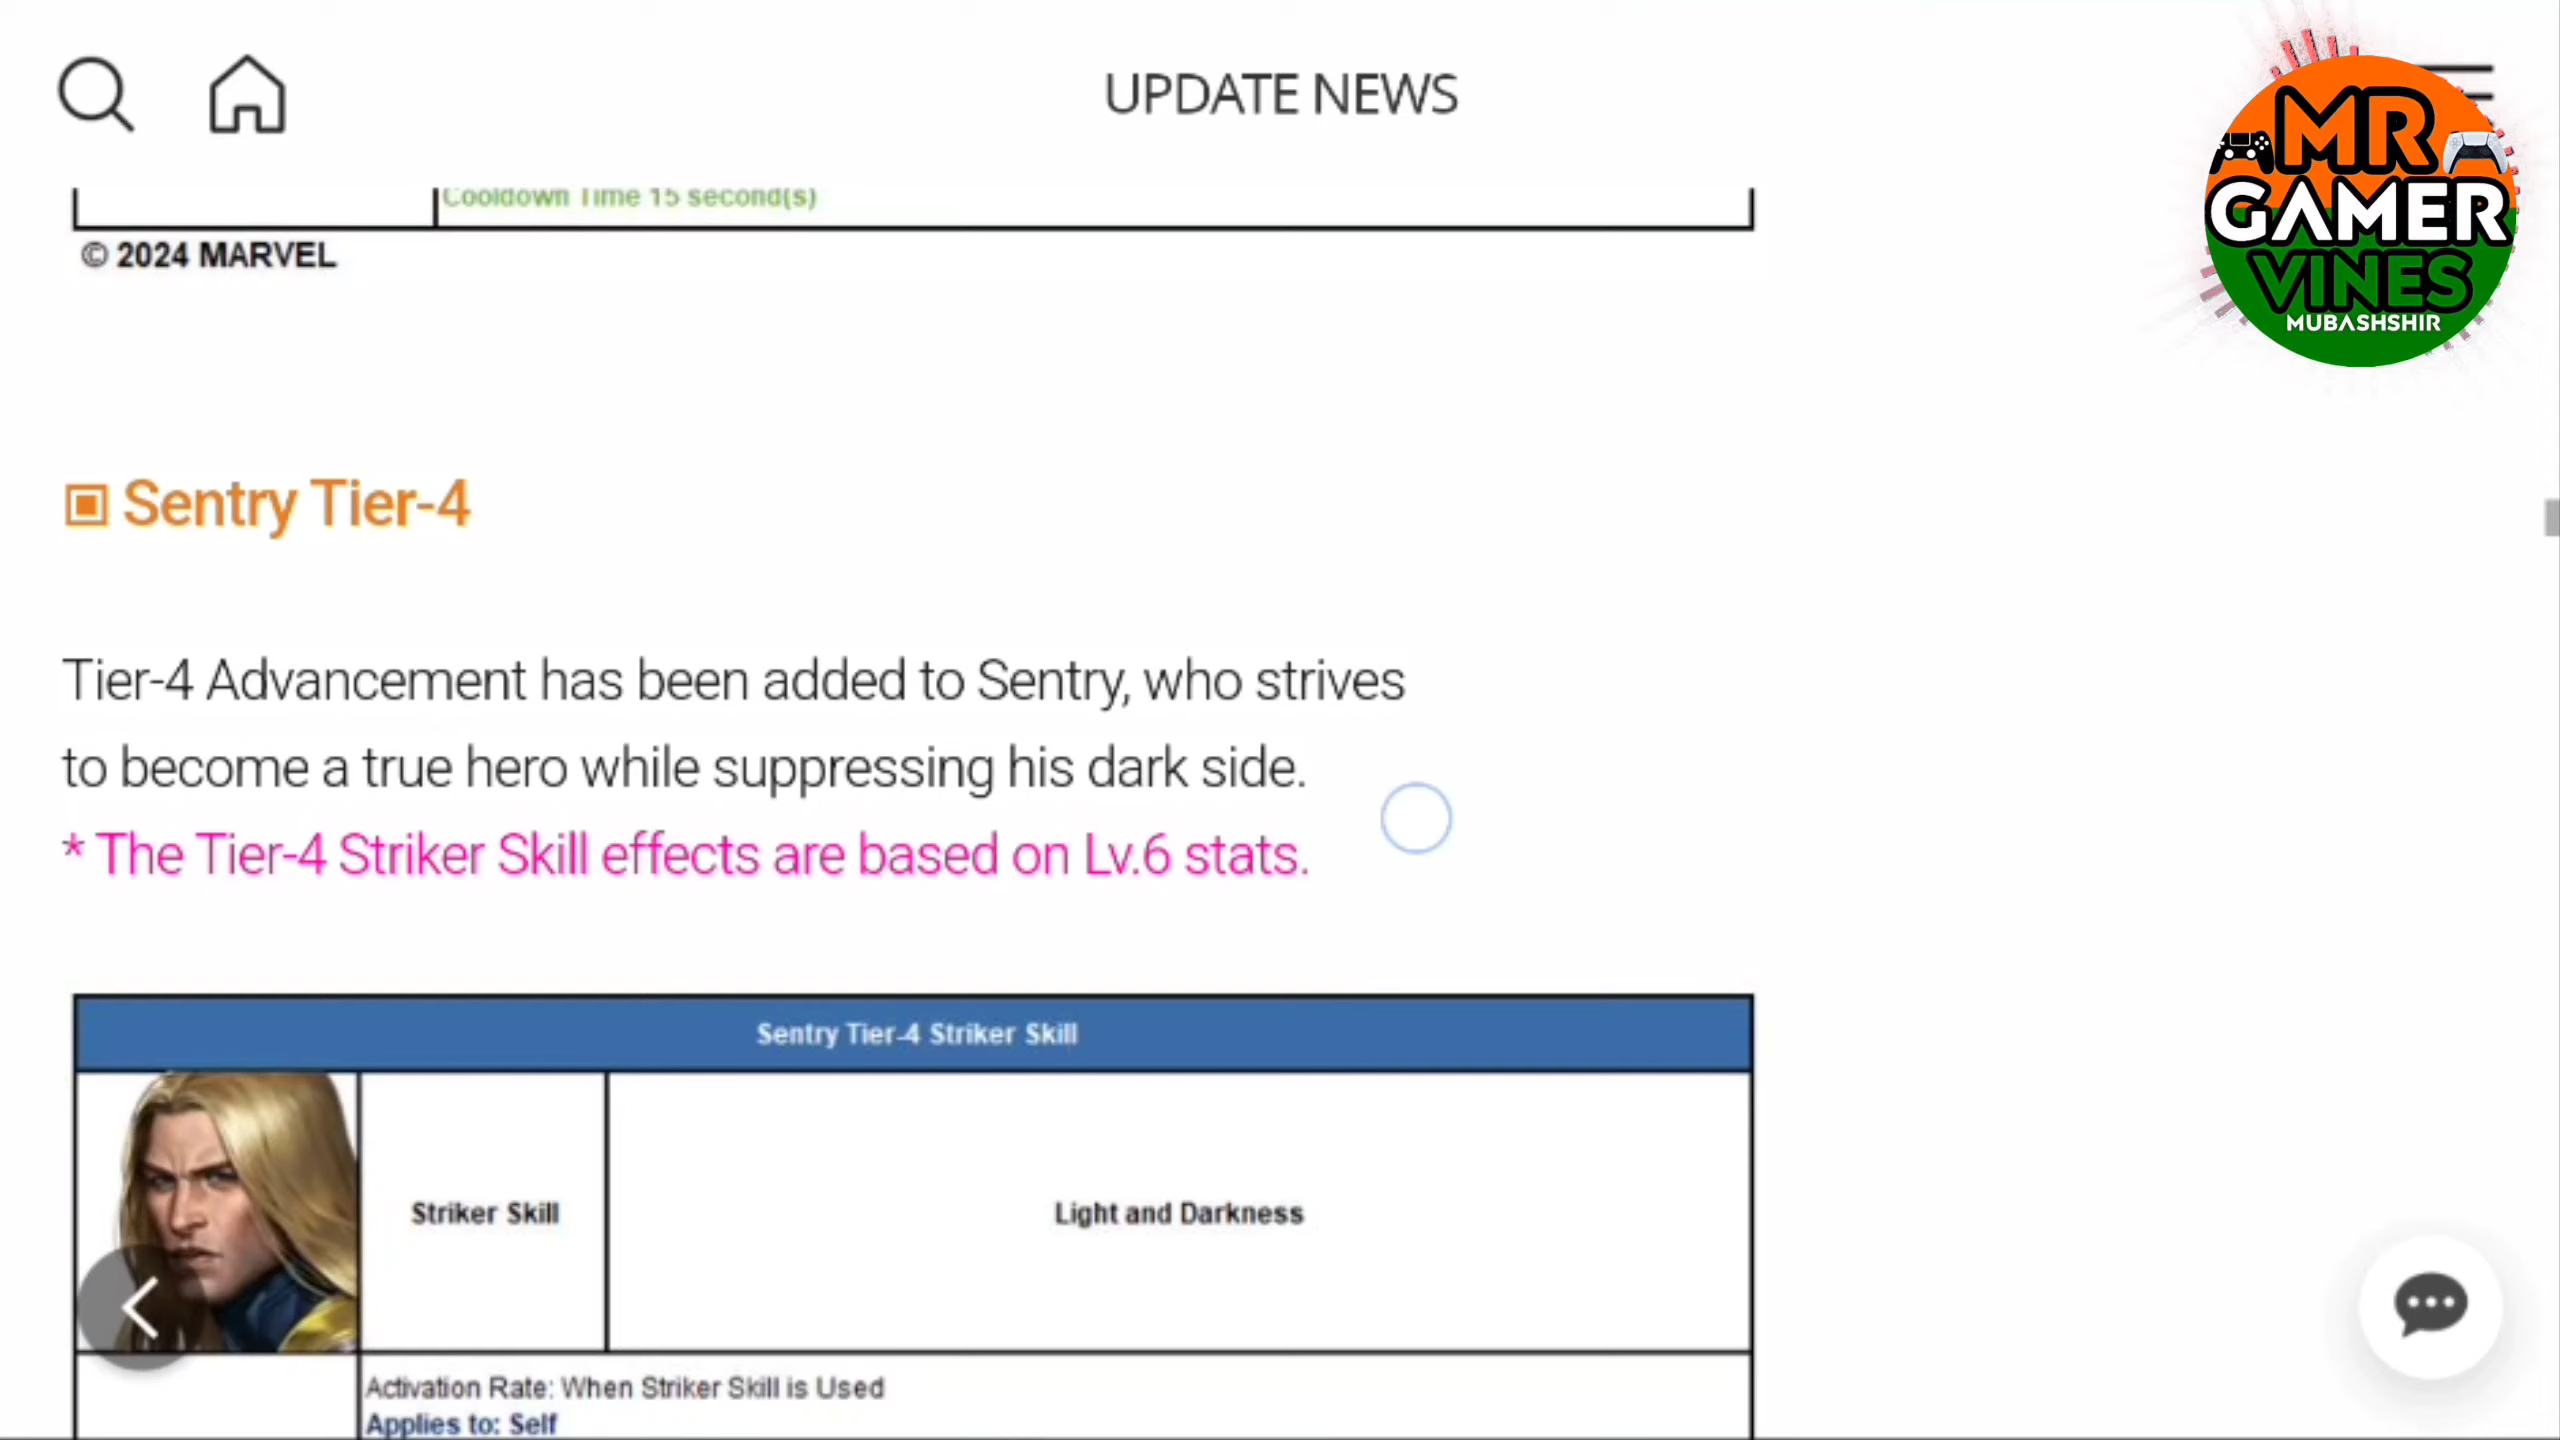 UPDATE NEWS
MR
GAMER
VINES
MUBASHSHIR
Cooldown Time 15 second(s)
© 2024 MARVEL
Sentry Tier-4
Tier-4 Advancement has been added to Sentry, who strives
to become a true hero while suppressing his dark side.
* The Tier-4 Striker Skill effects are based on Lv.6 stats.
Sentry Tier-4 Striker Skill
Striker Skill
Light and Darkness
Activation Rate: When Striker Skill is Used
Applies to: Self